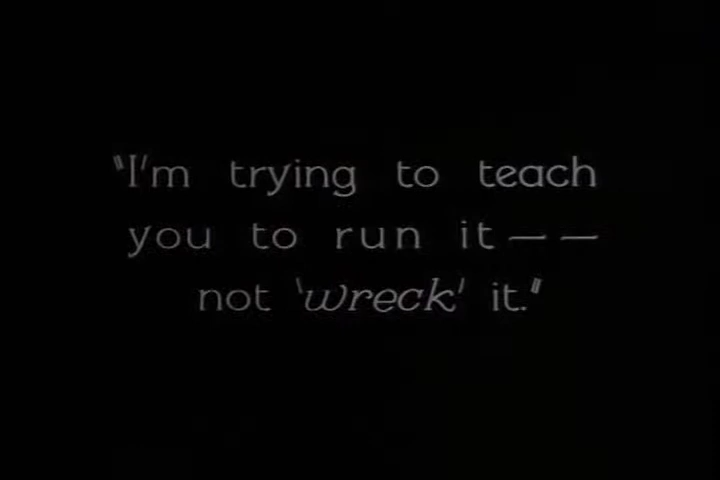 "I'm trying to teach
you to run it——
not 'wreck' it."